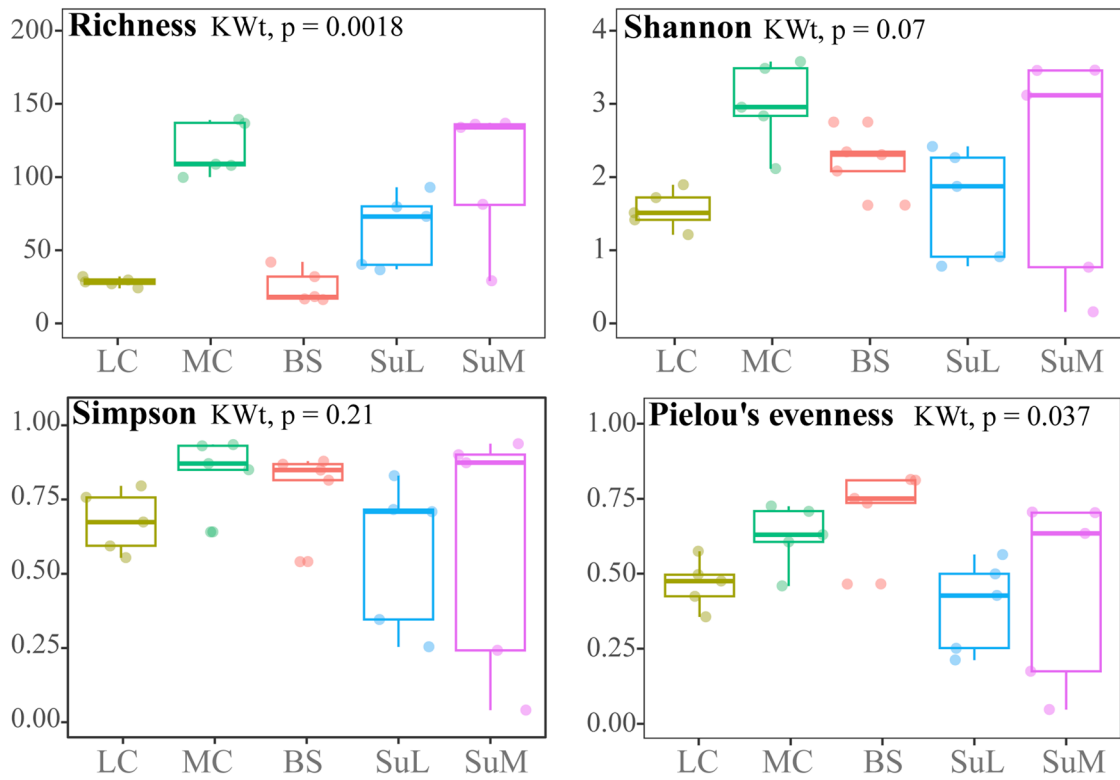 Richness KWt, p = 0.0018
200
150
100
50
0
LC MC BS SuL SuM
Shannon KWt, p = 0.07
4
3
2
1
0
LC MC BS SuL SuM
Simpson KWt, p = 0.21
1.00
0.75
0.50
0.25
0.00
LC MC BS SuL SuM
Pielou's evenness KWt, p = 0.037
1.00
0.75
0.50
0.25
0.00
LC MC BS SuL SuM